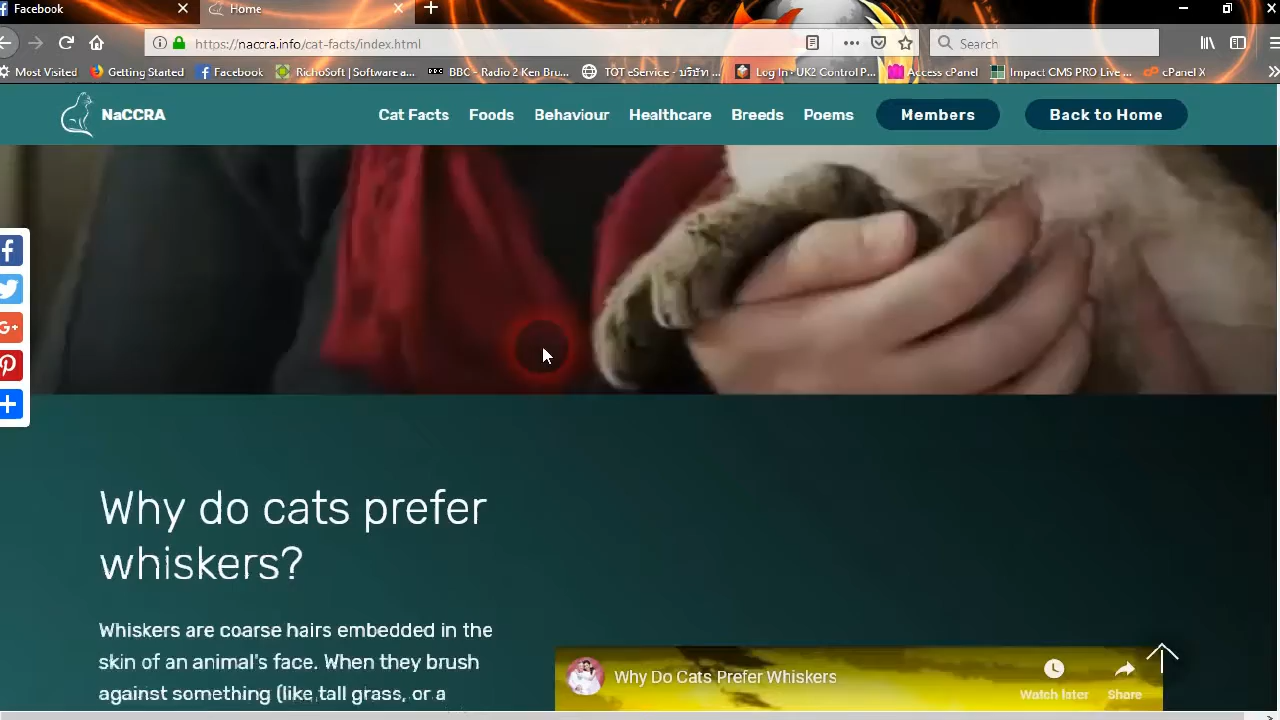 Facebook
Home
https://naccra.info/cat-facts/index.html
Search
Most Visited Getting Started Facebook RichoSoft | Software a... BBC - Radio 2 Ken Bru... TOT eService - บริษัท ... Log In · UK2 Control P... Access cPanel Impact CMS PRO Live ... cPanel X
NaCCRA Cat Facts Foods Behaviour Healthcare Breeds Poems Members Back to Home
Why do cats prefer
whiskers?
Whiskers are coarse hairs embedded in the
skin of an animal's face. When they brush
against something (like tall grass, or a
Why Do Cats Prefer Whiskers
Watch later Share